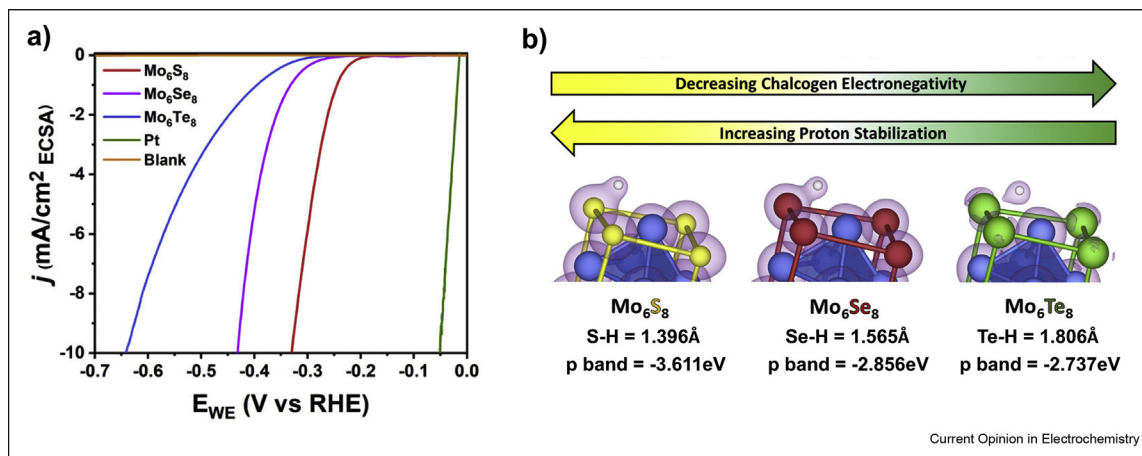 a)
Mo₆S₈
Mo₆Se₈
Mo₆Te₈
Pt
Blank
0
-2
-4
-6
-8
-10
j (mA/cm² ECSA)
-0.7 -0.6 -0.5 -0.4 -0.3 -0.2 -0.1 0.0
E_WE (V vs RHE)
b)
Decreasing Chalcogen Electronegativity
Increasing Proton Stabilization
Mo₆S₈ Mo₆Se₈ Mo₆Te₈
S-H = 1.396Å Se-H = 1.565Å Te-H = 1.806Å
p band = -3.611eV p band = -2.856eV p band = -2.737eV
Current Opinion in Electrochemistry